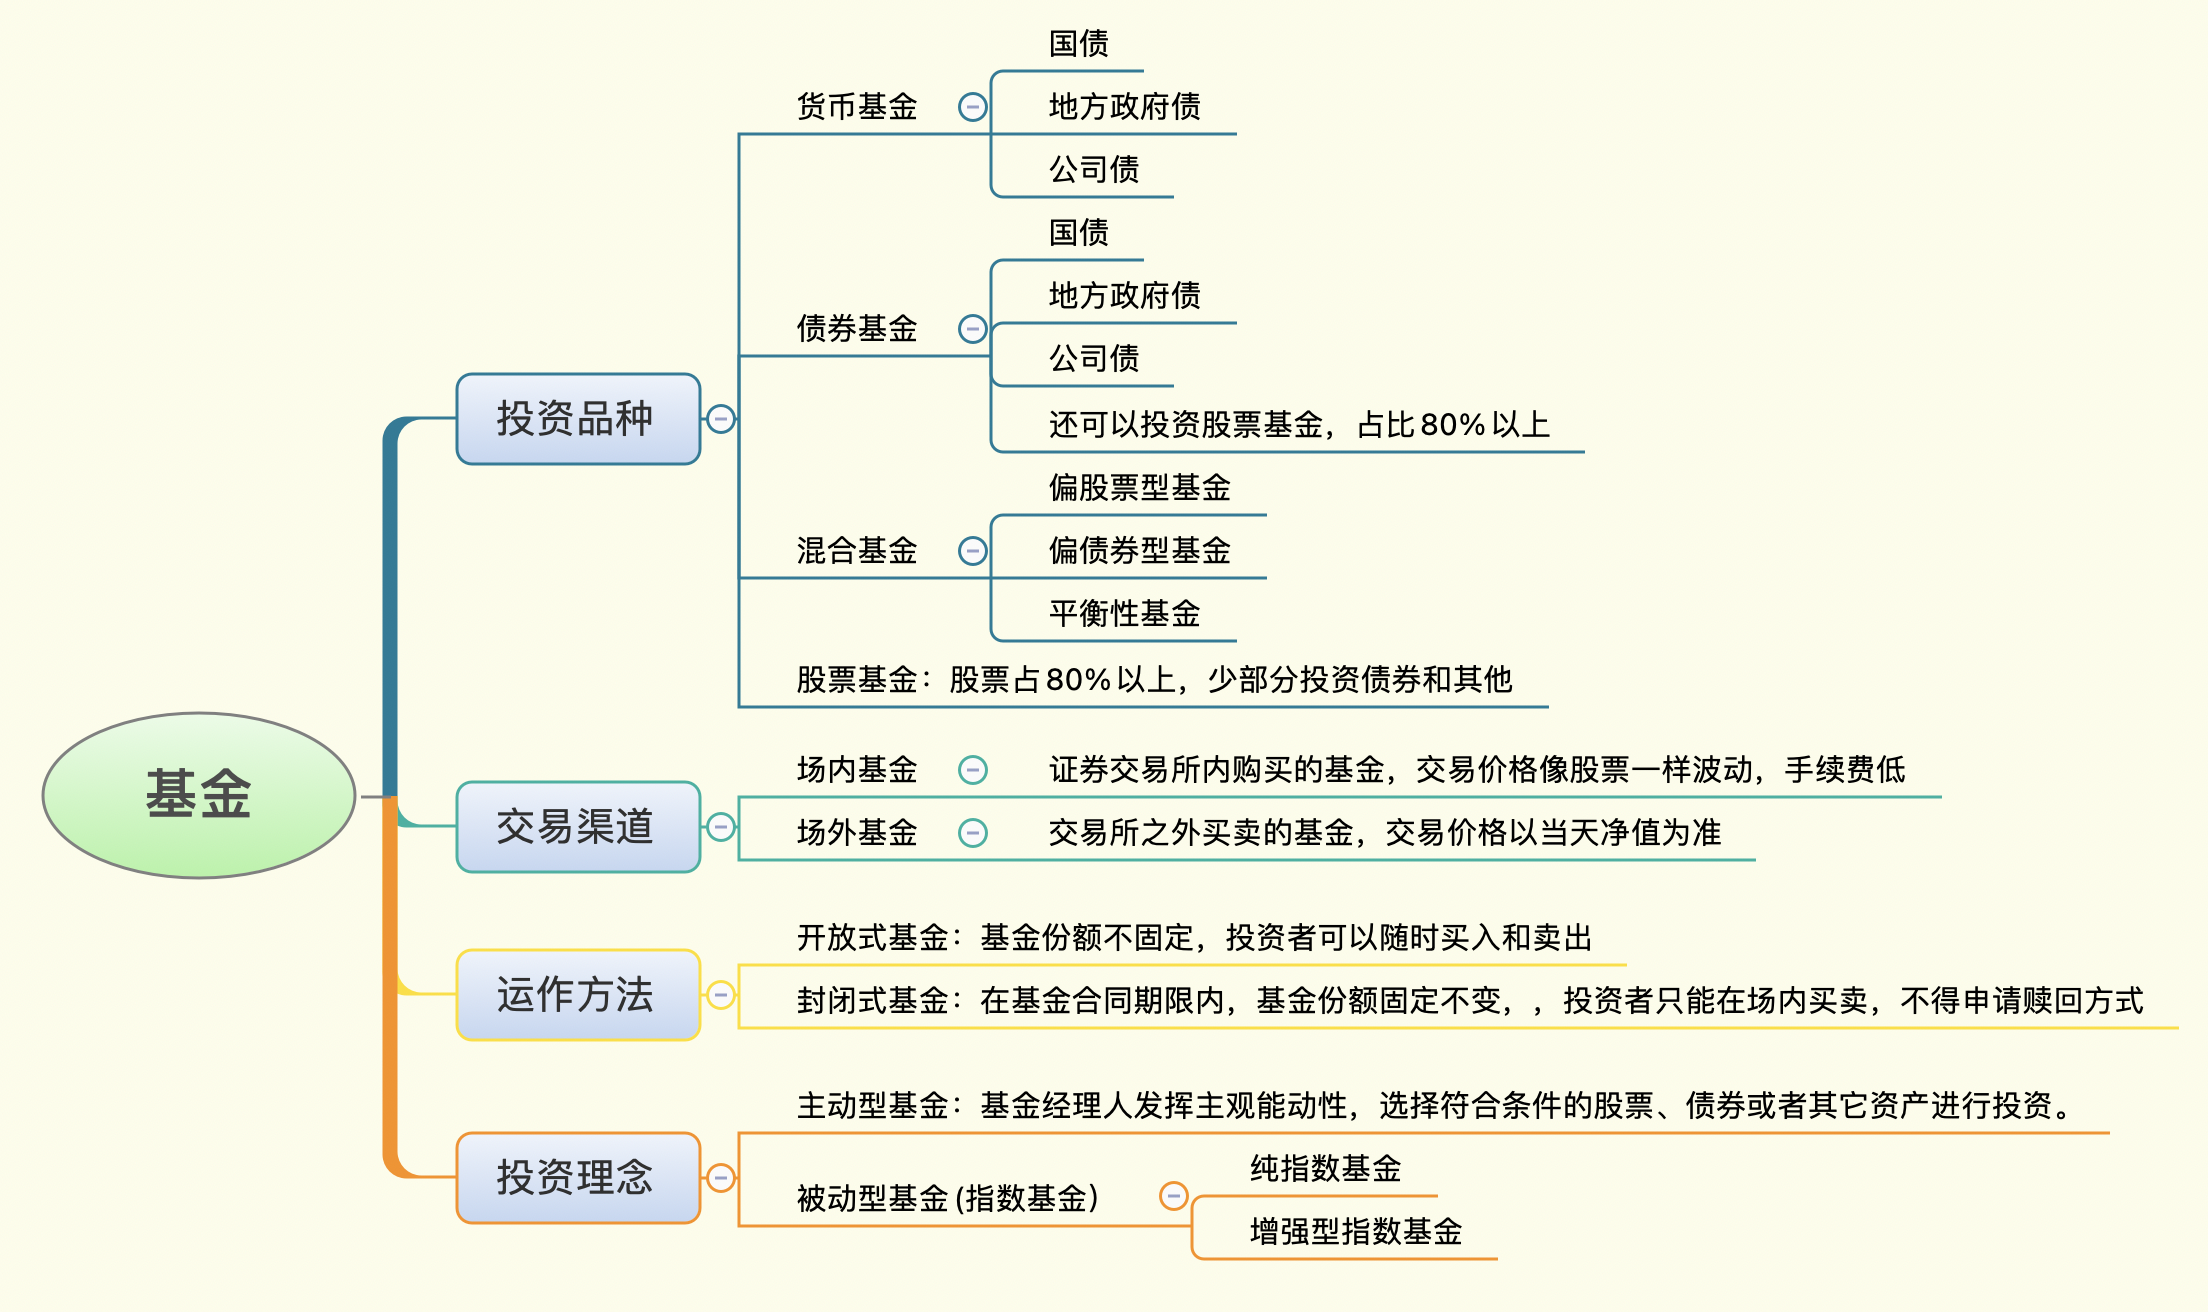 基金
投资品种
货币基金
国债
地方政府债
公司债
债券基金
国债
地方政府债
公司债
还可以投资股票基金，占比80%以上
混合基金
偏股票型基金
偏债券型基金
平衡性基金
股票基金：股票占80%以上，少部分投资债券和其他
交易渠道
场内基金
证券交易所内购买的基金，交易价格像股票一样波动，手续费低
场外基金
交易所之外买卖的基金，交易价格以当天净值为准
运作方法
开放式基金：基金份额不固定，投资者可以随时买入和卖出
封闭式基金：在基金合同期限内，基金份额固定不变，，投资者只能在场内买卖，不得申请赎回方式
投资理念
主动型基金：基金经理人发挥主观能动性，选择符合条件的股票、债券或者其它资产进行投资。
被动型基金(指数基金）
纯指数基金
增强型指数基金